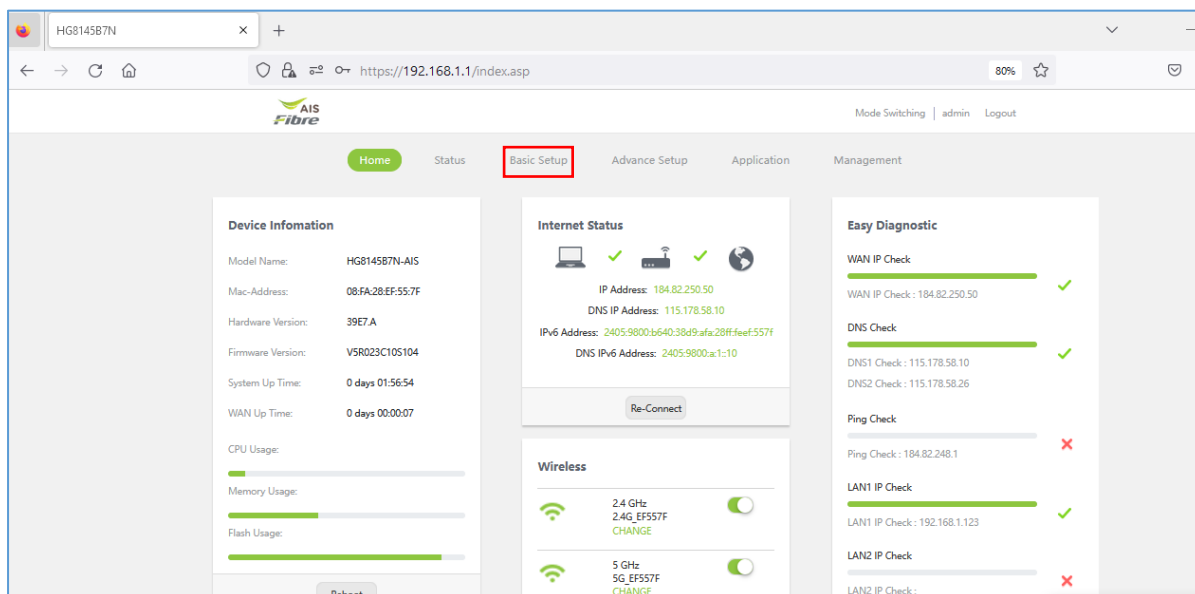 HG8145B7N
https://192.168.1.1/index.asp
80%
AIS
Fibre
Mode Switching | admin Logout
Home Status Basic Setup Advance Setup Application Management
Device Infomation
Model Name: HG8145B7N-AIS
Mac-Address: 08:FA:28:EF:55:7F
Hardware Version: 39E7.A
Firmware Version: V5R023C10S104
System Up Time: 0 days 01:56:54
WAN Up Time: 0 days 00:00:07
CPU Usage:
Memory Usage:
Flash Usage:
Reboot
Internet Status
IP Address: 184.82.250.50
DNS IP Address: 115.178.58.10
IPv6 Address: 2405:9800:b640:38d9:afa:28ff:feef:557f
DNS IPv6 Address: 2405:9800:a:1::10
Re-Connect
Wireless
2.4 GHz
2.4G_EF557F
CHANGE
5 GHz
5G_EF557F
CHANGE
Easy Diagnostic
WAN IP Check
WAN IP Check : 184.82.250.50
DNS Check
DNS1 Check : 115.178.58.10
DNS2 Check : 115.178.58.26
Ping Check
Ping Check : 184.82.248.1
LAN1 IP Check
LAN1 IP Check : 192.168.1.123
LAN2 IP Check
LAN2 IP Check :